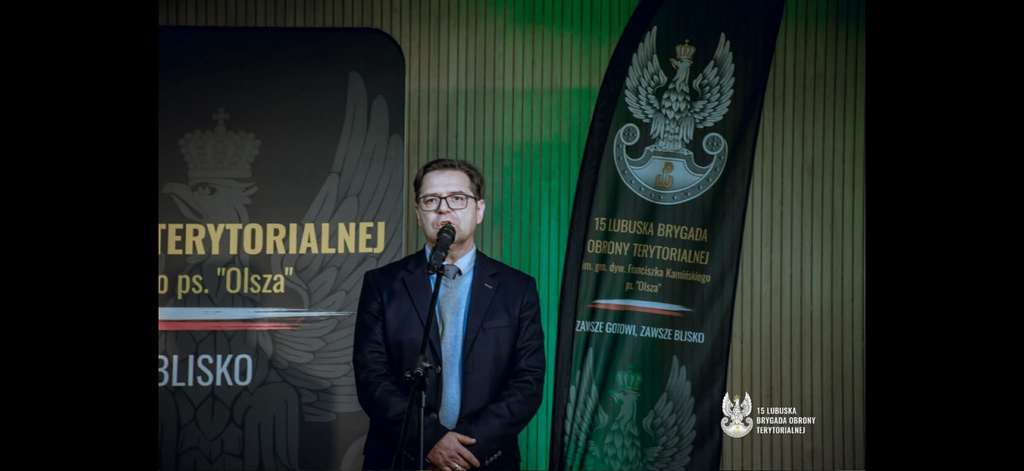 TERYTORIALNEJ
o ps. "Olsza"
BLISKO
15 LUBUSKA BRYGADA
OBRONY TERYTORIALNEJ
im. gen. dyw. Franciszka Kamińskiego
ps. "Olsza"
ZAWSZE GOTOWI, ZAWSZE BLISKO
15 LUBUSKA
BRYGADA OBRONY
TERYTORIALNEJ